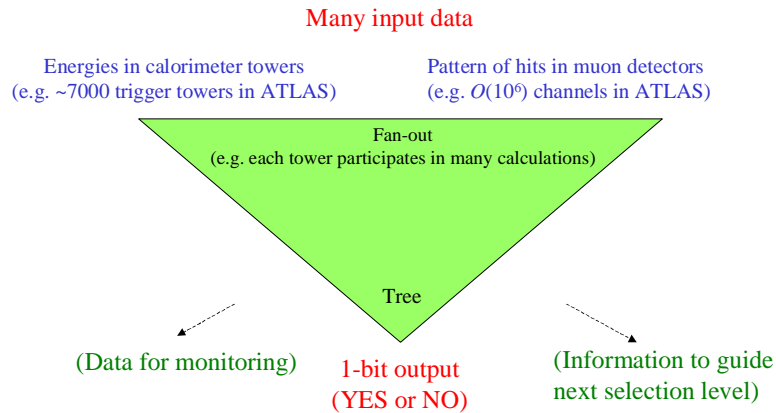 Many input data
Energies in calorimeter towers
(e.g. ~7000 trigger towers in ATLAS)
Pattern of hits in muon detectors
(e.g. O(10⁶) channels in ATLAS)
Fan-out
(e.g. each tower participates in many calculations)
Tree
(Data for monitoring)
1-bit output
(YES or NO)
(Information to guide
next selection level)